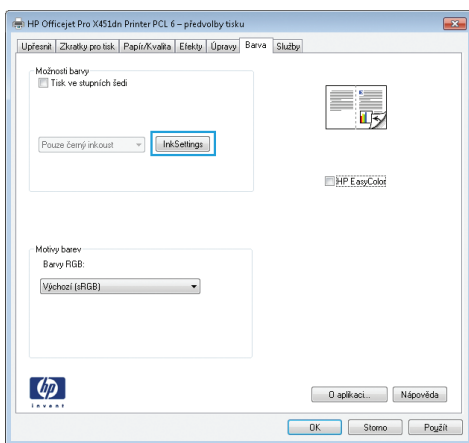 HP Officejet Pro X451dn Printer PCL 6 – předvolby tisku
Upřesnit Zkratky pro tisk Papír/Kvalita Efekty Úpravy Barva Služby
Možnosti barvy
Tisk ve stupních šedi
Pouze černý inkoust InkSettings
HP EasyColor
Motivy barev
Barvy RGB:
Výchozí (sRGB)
hp
invent
O aplikaci... Nápověda
OK Storno Použít